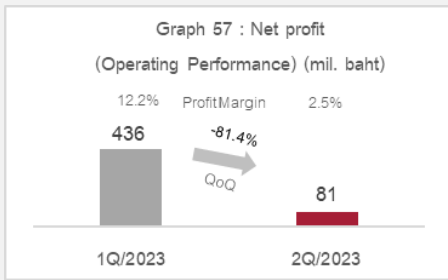 Graph 57 : Net profit
(Operating Performance) (mil. baht)
12.2% ProfitMargin 2.5%
436 -81.4%
QoQ 81
1Q/2023 2Q/2023